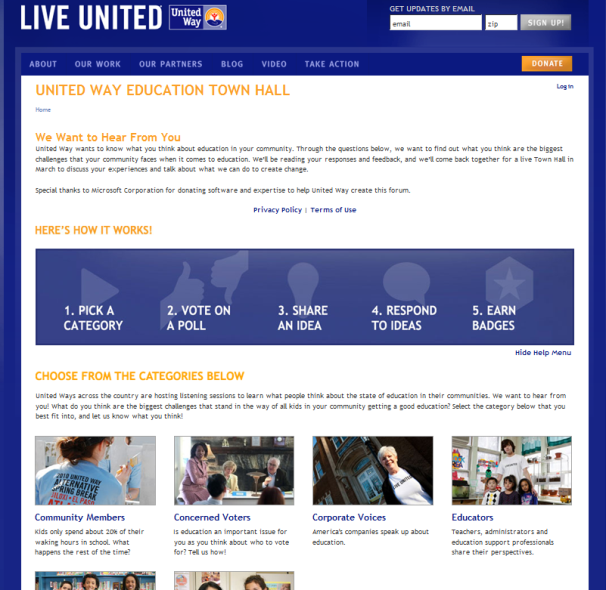 LIVE UNITED
United
Way
GET UPDATES BY EMAIL
email
zip
SIGN UP!
ABOUT OUR WORK OUR PARTNERS BLOG VIDEO TAKE ACTION DONATE
UNITED WAY EDUCATION TOWN HALL
Log In
Home
We Want to Hear From You
United Way wants to know what you think about education in your community. Through the questions below, we want to find out what you think are the biggest
challenges that your community faces when it comes to education. We'll be reading your responses and feedback, and we'll come back together for a live Town Hall in
March to discuss your experiences and talk about what we can do to create change.
Special thanks to Microsoft Corporation for donating software and expertise to help United Way create this forum.
Privacy Policy | Terms of Use
HERE'S HOW IT WORKS!
1. PICK A
CATEGORY
2. VOTE ON
A POLL
3. SHARE
AN IDEA
4. RESPOND
TO IDEAS
5. EARN
BADGES
Hide Help Menu
CHOOSE FROM THE CATEGORIES BELOW
United Ways across the country are hosting listening sessions to learn what people think about the state of education in their communities. We want to hear from
you! What do you think are the biggest challenges that stand in the way of all kids in your community getting a good education? Select the category below that you
best fit into, and let us know what you think!
2010 UNITED WAY
ALTERNATIVE
SPRING BREAK
Community Members
Kids only spend about 20% of their
waking hours in school. What
happens the rest of the time?
Concerned Voters
Is education an important issue for
you as you think about who to vote
for? Tell us how!
Corporate Voices
America's companies speak up about
education.
Educators
Teachers, administrators and
education support professionals
share their perspectives.